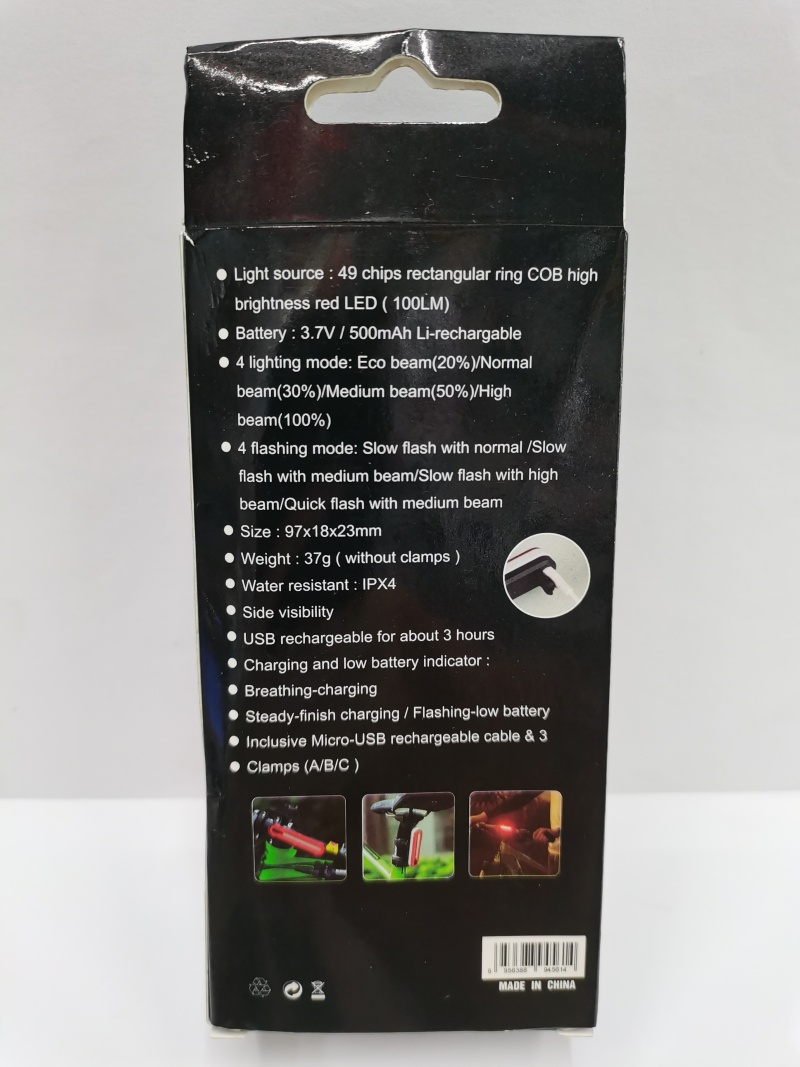 ● Light source : 49 chips rectangular ring COB high
brightness red LED ( 100LM)
● Battery : 3.7V / 500mAh Li-rechargable
● 4 lighting mode: Eco beam(20%)/Normal
beam(30%)/Medium beam(50%)/High
beam(100%)
● 4 flashing mode: Slow flash with normal /Slow
flash with medium beam/Slow flash with high
beam/Quick flash with medium beam
● Size : 97x18x23mm
● Weight : 37g ( without clamps )
● Water resistant : IPX4
● Side visibility
● USB rechargeable for about 3 hours
● Charging and low battery indicator :
● Breathing-charging
● Steady-finish charging / Flashing-low battery
● Inclusive Micro-USB rechargeable cable & 3
● Clamps (A/B/C )
MADE IN CHINA